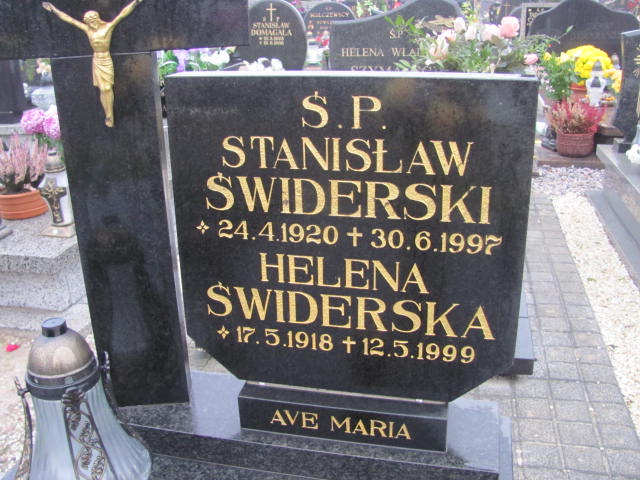 Ś.P.
STANISŁAW
ŚWIDERSKI
* 24.4.1920 + 30.6.1997
HELENA
ŚWIDERSKA
* 17.5.1918 + 12.5.1999
AVE MARIA
STANISŁAW
DOMAGAŁA
Ś.P.
HELENA